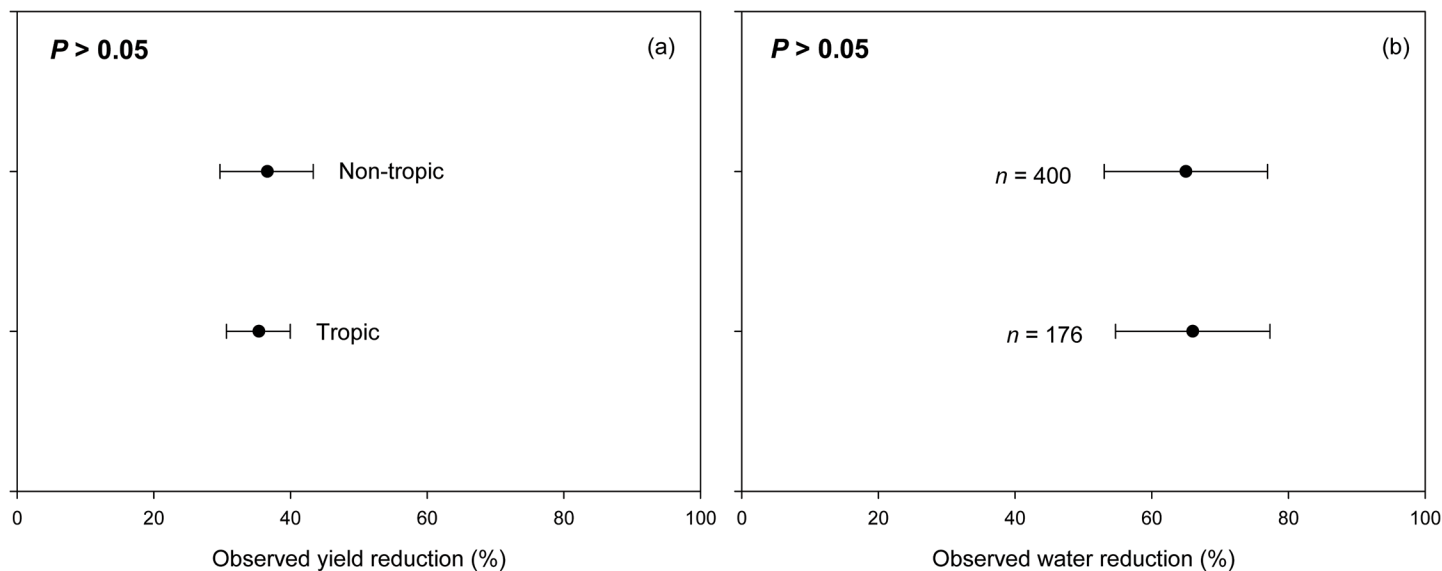 P > 0.05
(a)
Non-tropic
Tropic
0 20 40 60 80 100
Observed yield reduction (%)
P > 0.05
(b)
n = 400
n = 176
0 20 40 60 80 100
Observed water reduction (%)